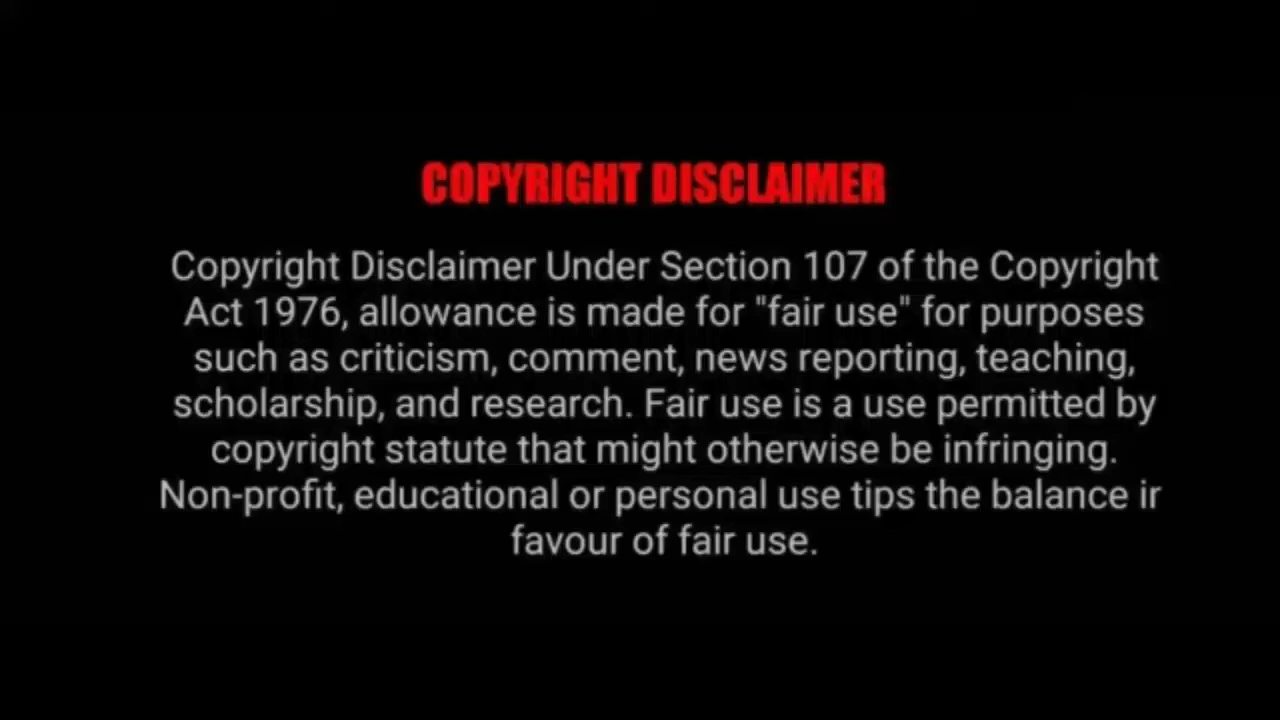 COPYRIGHT DISCLAIMER
Copyright Disclaimer Under Section 107 of the Copyright
Act 1976, allowance is made for "fair use" for purposes
such as criticism, comment, news reporting, teaching,
scholarship, and research. Fair use is a use permitted by
copyright statute that might otherwise be infringing.
Non-profit, educational or personal use tips the balance ir
favour of fair use.